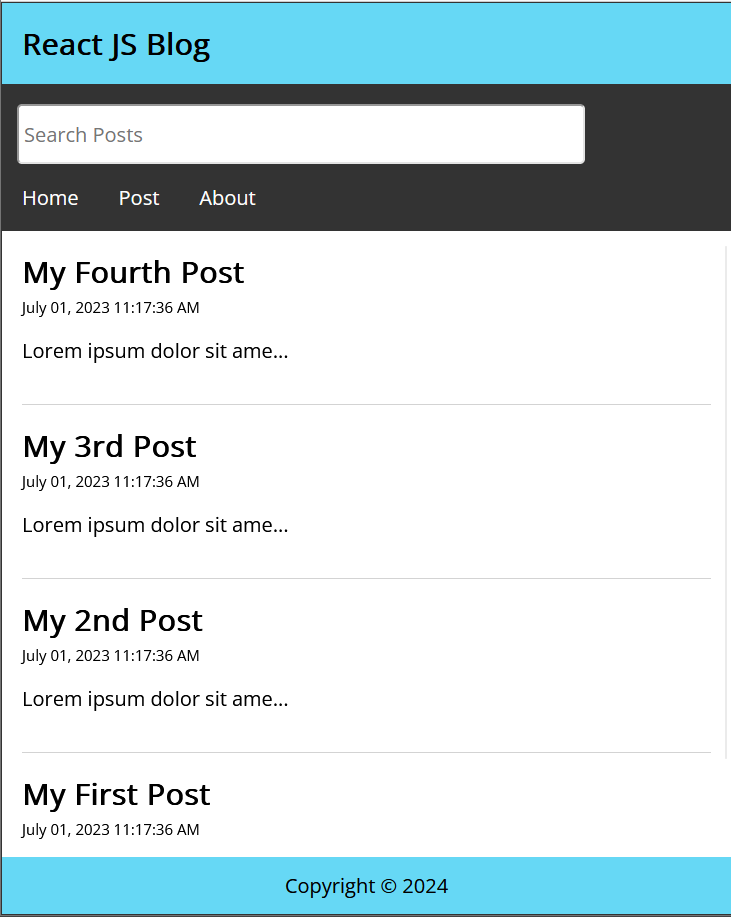 React JS Blog
Search Posts
Home Post About
My Fourth Post
July 01, 2023 11:17:36 AM
Lorem ipsum dolor sit ame...
My 3rd Post
July 01, 2023 11:17:36 AM
Lorem ipsum dolor sit ame...
My 2nd Post
July 01, 2023 11:17:36 AM
Lorem ipsum dolor sit ame...
My First Post
July 01, 2023 11:17:36 AM
Copyright © 2024